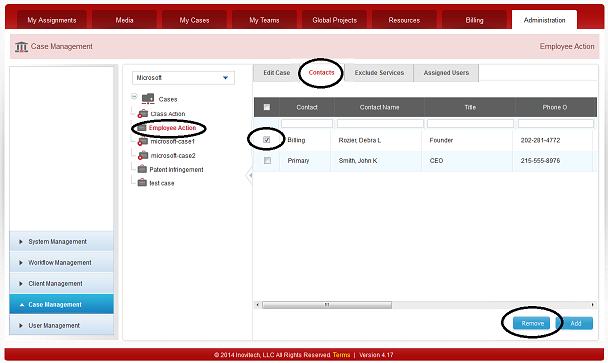 My Assignments Media My Cases My Teams Global Projects Resources Billing Administration
Case Management Employee Action
Microsoft
Cases
Class Action
Employee Action
microsoft-case1
microsoft-case2
Patent Infringement
test case
System Management
Workflow Management
Client Management
Case Management
User Management
Edit Case Contacts Exclude Services Assigned Users
Contact Contact Name Title Phone O
Billing Rozier, Debra L Founder 202-281-4772
Primary Smith, John K CEO 215-555-8976
Remove Add
© 2014 Inovitech, LLC All Rights Reserved. Terms | Version 4.17